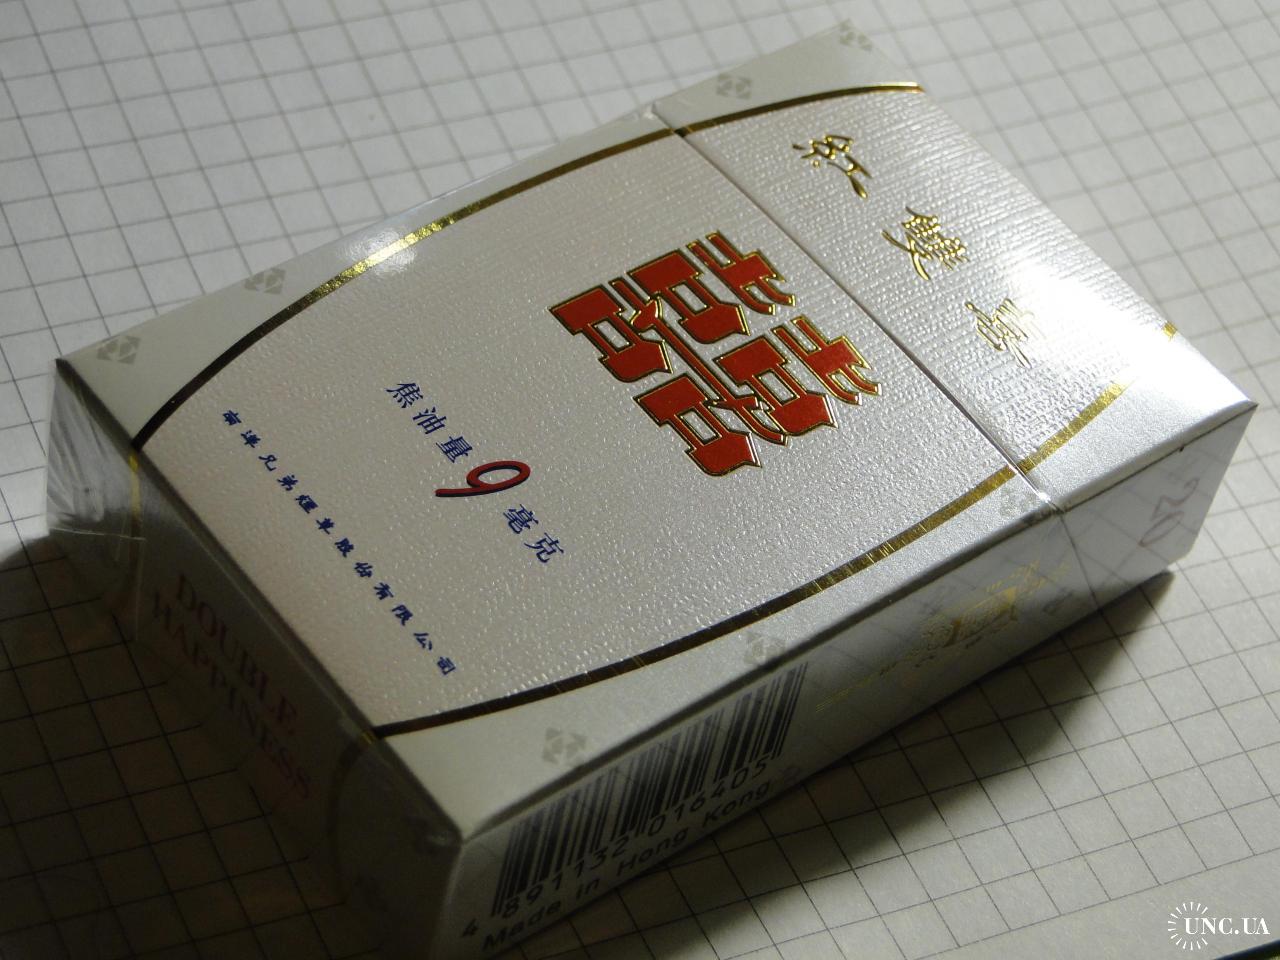 紅雙喜
囍
焦油量9毫克
南洋兄弟煙草股份有限公司
DOUBLE
HAPPINESS
4 891132 016405
Made in Hong Kong
20
UNC.UA